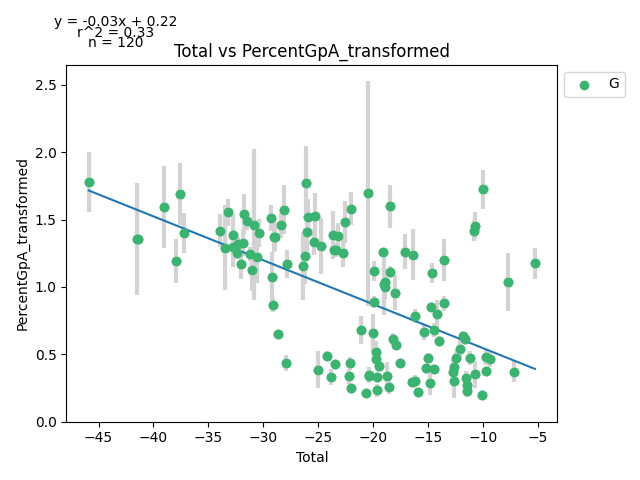 y = -0.03x + 0.22
r^2 = 0.33
n = 120
Total vs PercentGpA_transformed
G
PercentGpA_transformed
2.5
2.0
1.5
1.0
0.5
0.0
−45
−40
−35
−30
−25
−20
−15
−10
−5
Total